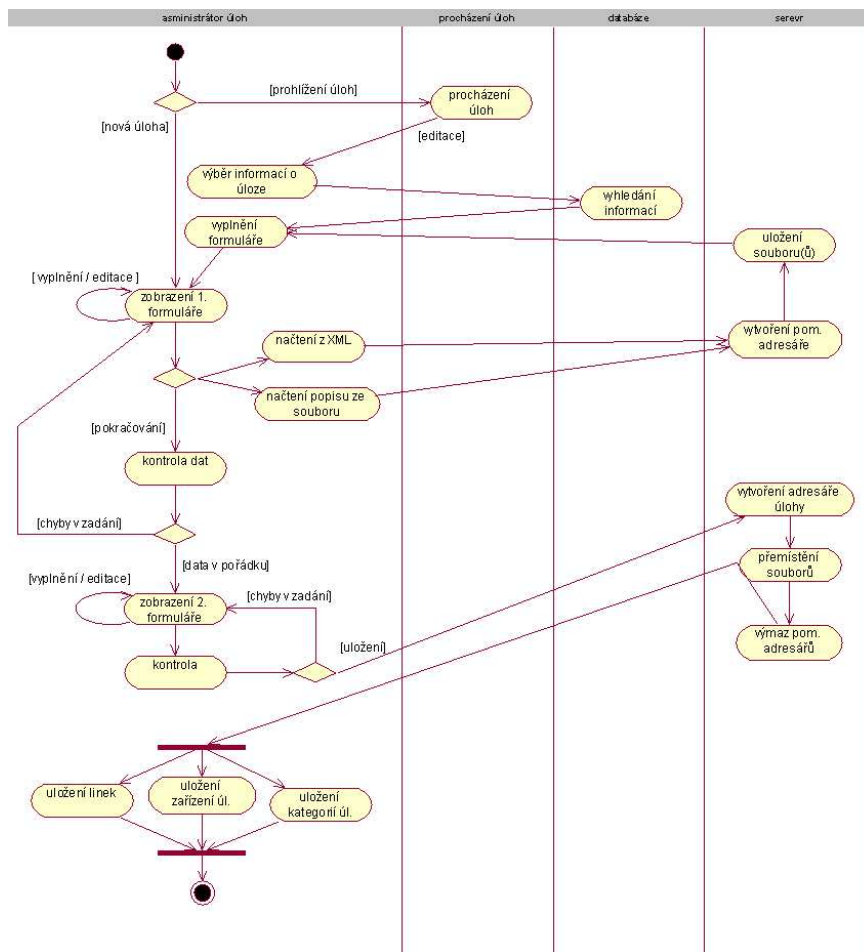 asministrátor úloh
procházení úloh
databáze
serevr
[prohlížení úloh]
procházení
úloh
[nová úloha]
[editace]
výběr informací o
úloze
vyhledání
informací
vyplnění
formuláře
uložení
souboru(ů)
[ vyplnění / editace ]
zobrazení 1.
formuláře
načtení z XML
vytvoření pom.
adresáře
načtení popisu ze
souboru
[pokračování]
kontrola dat
vytvoření adresáře
úlohy
[chyby v zadání]
přemístění
souborů
[data v pořádku]
[vyplnění / editace]
[chyby v zadání]
zobrazení 2.
formuláře
[uložení]
výmaz pom.
adresářů
kontrola
uložení linek
uložení
zařízení úl.
uložení
kategorií úl.